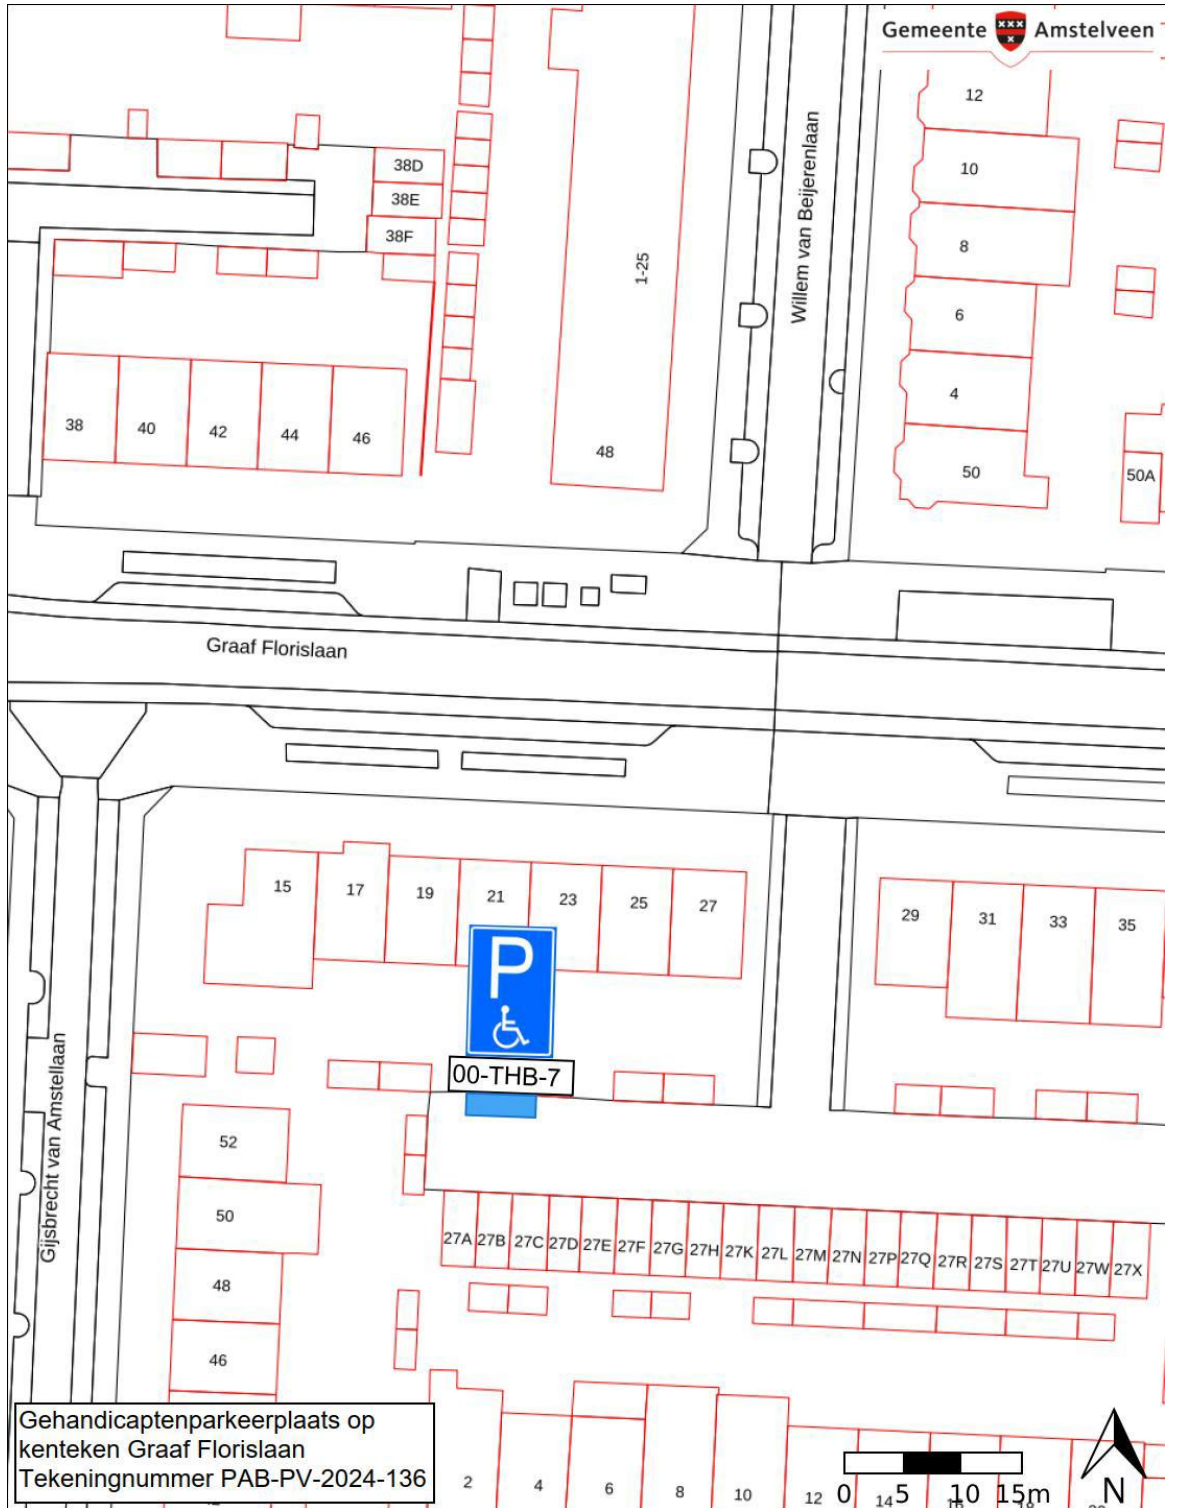 Gemeente Amstelveen
12
10
8
6
4
50
50A
Willem van Beijerenlaan
1-25
48
38D
38E
38F
38
40
42
44
46
Graaf Florislaan
15
17
19
21
23
25
27
29
31
33
35
P
00-THB-7
Gijsbrecht van Amstellaan
52
50
48
46
27A 27B 27C 27D 27E 27F 27G 27H 27K 27L 27M 27N 27P 27Q 27R 27S 27T 27U 27W 27X
2
4
6
8
10
12
14
Gehandicaptenparkeerplaats op
kenteken Graaf Florislaan
Tekeningnummer PAB-PV-2024-136
0 5 10 15m
N